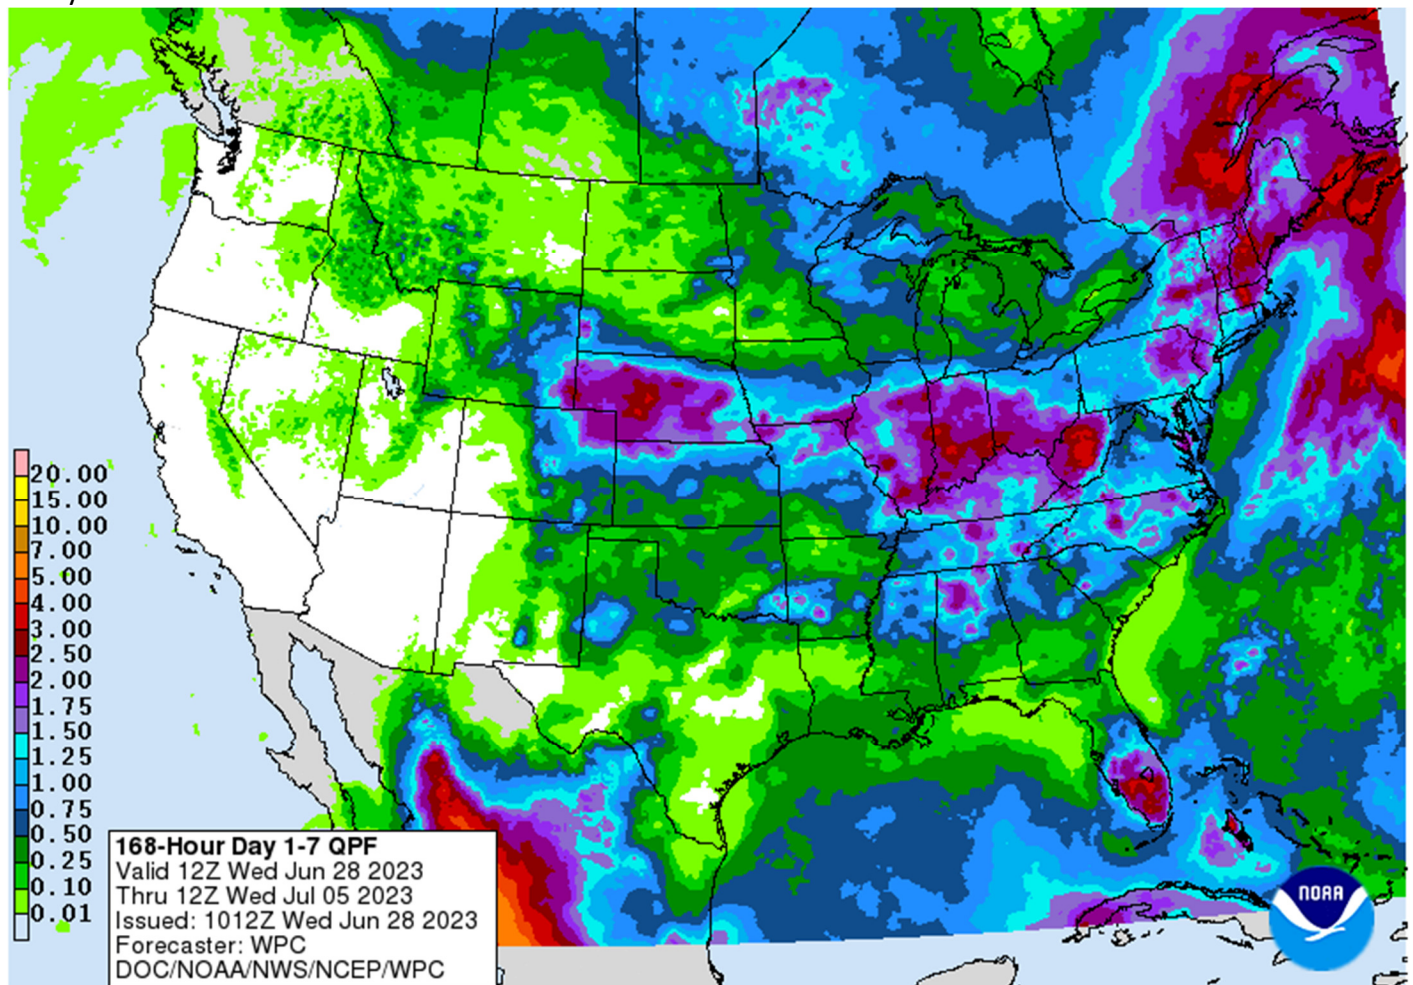 20.00
15.00
10.00
7.00
5.00
4.00
3.00
2.50
2.00
1.75
1.50
1.25
1.00
0.75
0.50
0.25
0.10
0.01
168-Hour Day 1-7 QPF
Valid 12Z Wed Jun 28 2023
Thru 12Z Wed Jul 05 2023
Issued: 1012Z Wed Jun 28 2023
Forecaster: WPC
DOC/NOAA/NWS/NCEP/WPC
NOAA